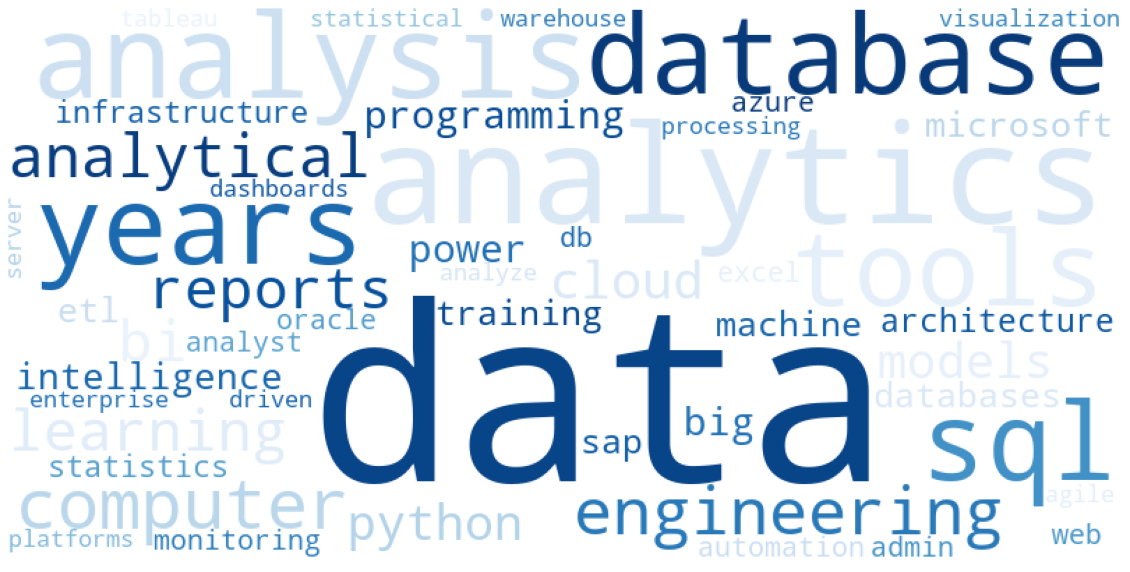 tableau
statistical
warehouse
visualization
analysis
database
infrastructure
programming
azure
processing
microsoft
analytical
analytics
dashboards
years
server
power
db
tools
analyze
cloud
excel
reports
etl
oracle
training
machine
architecture
bi
analyst
data
models
intelligence
enterprise
driven
databases
learning
sap
big
sql
statistics
computer
python
engineering
agile
platforms
monitoring
automation
admin
web